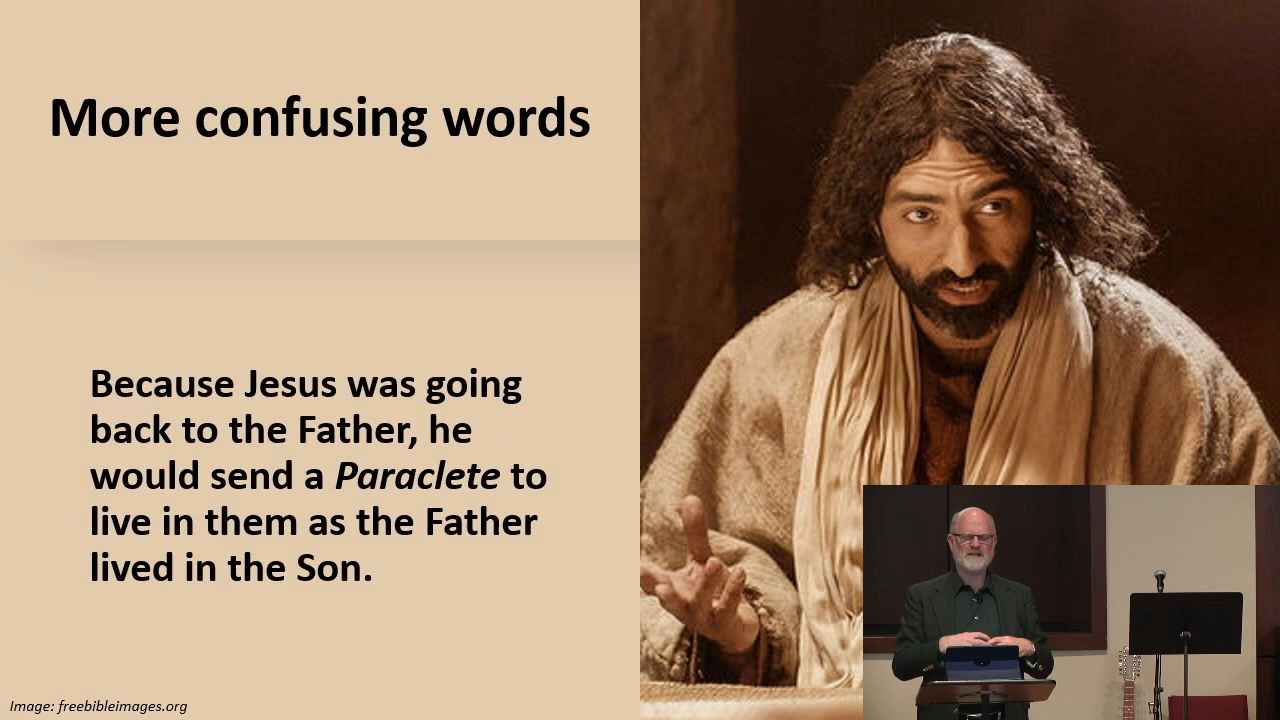 More confusing words
Because Jesus was going
back to the Father, he
would send a Paraclete to
live in them as the Father
lived in the Son.
Image: freebibleimages.org